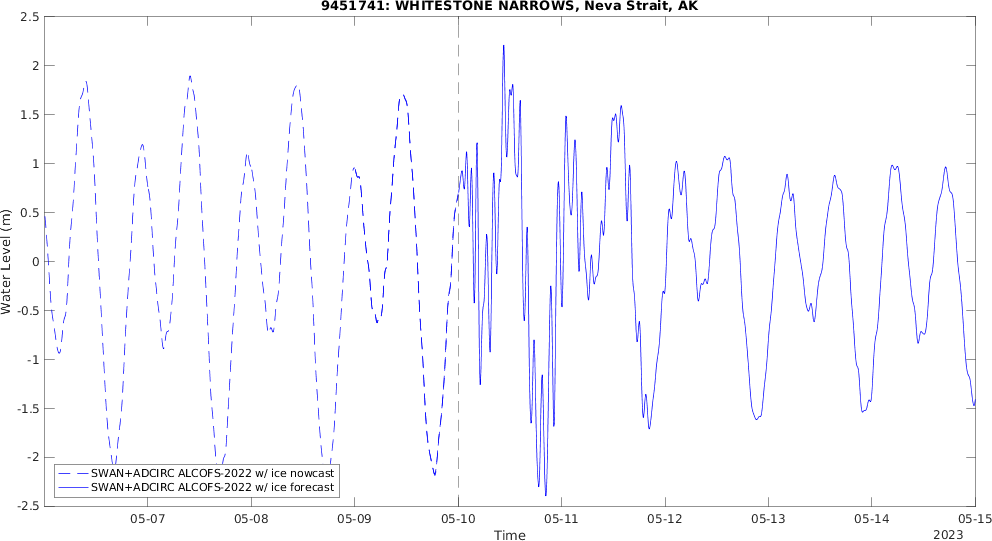 9451741: WHITESTONE NARROWS, Neva Strait, AK
2.5
2
1.5
1
0.5
0
-0.5
-1
-1.5
-2
-2.5
Water Level (m)
SWAN+ADCIRC ALCOFS-2022 w/ ice nowcast
SWAN+ADCIRC ALCOFS-2022 w/ ice forecast
05-07 05-08 05-09 05-10 05-11 05-12 05-13 05-14 05-15
Time
2023